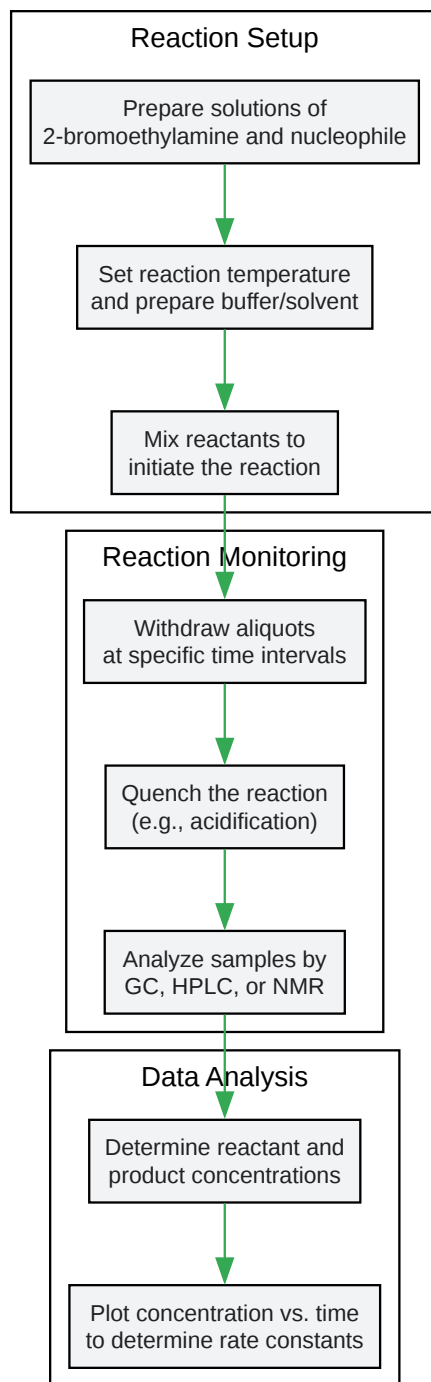 Reaction Setup
Prepare solutions of
2-bromoethylamine and nucleophile
Set reaction temperature
and prepare buffer/solvent
Mix reactants to
initiate the reaction
Reaction Monitoring
Withdraw aliquots
at specific time intervals
Quench the reaction
(e.g., acidification)
Analyze samples by
GC, HPLC, or NMR
Data Analysis
Determine reactant and
product concentrations
Plot concentration vs. time
to determine rate constants